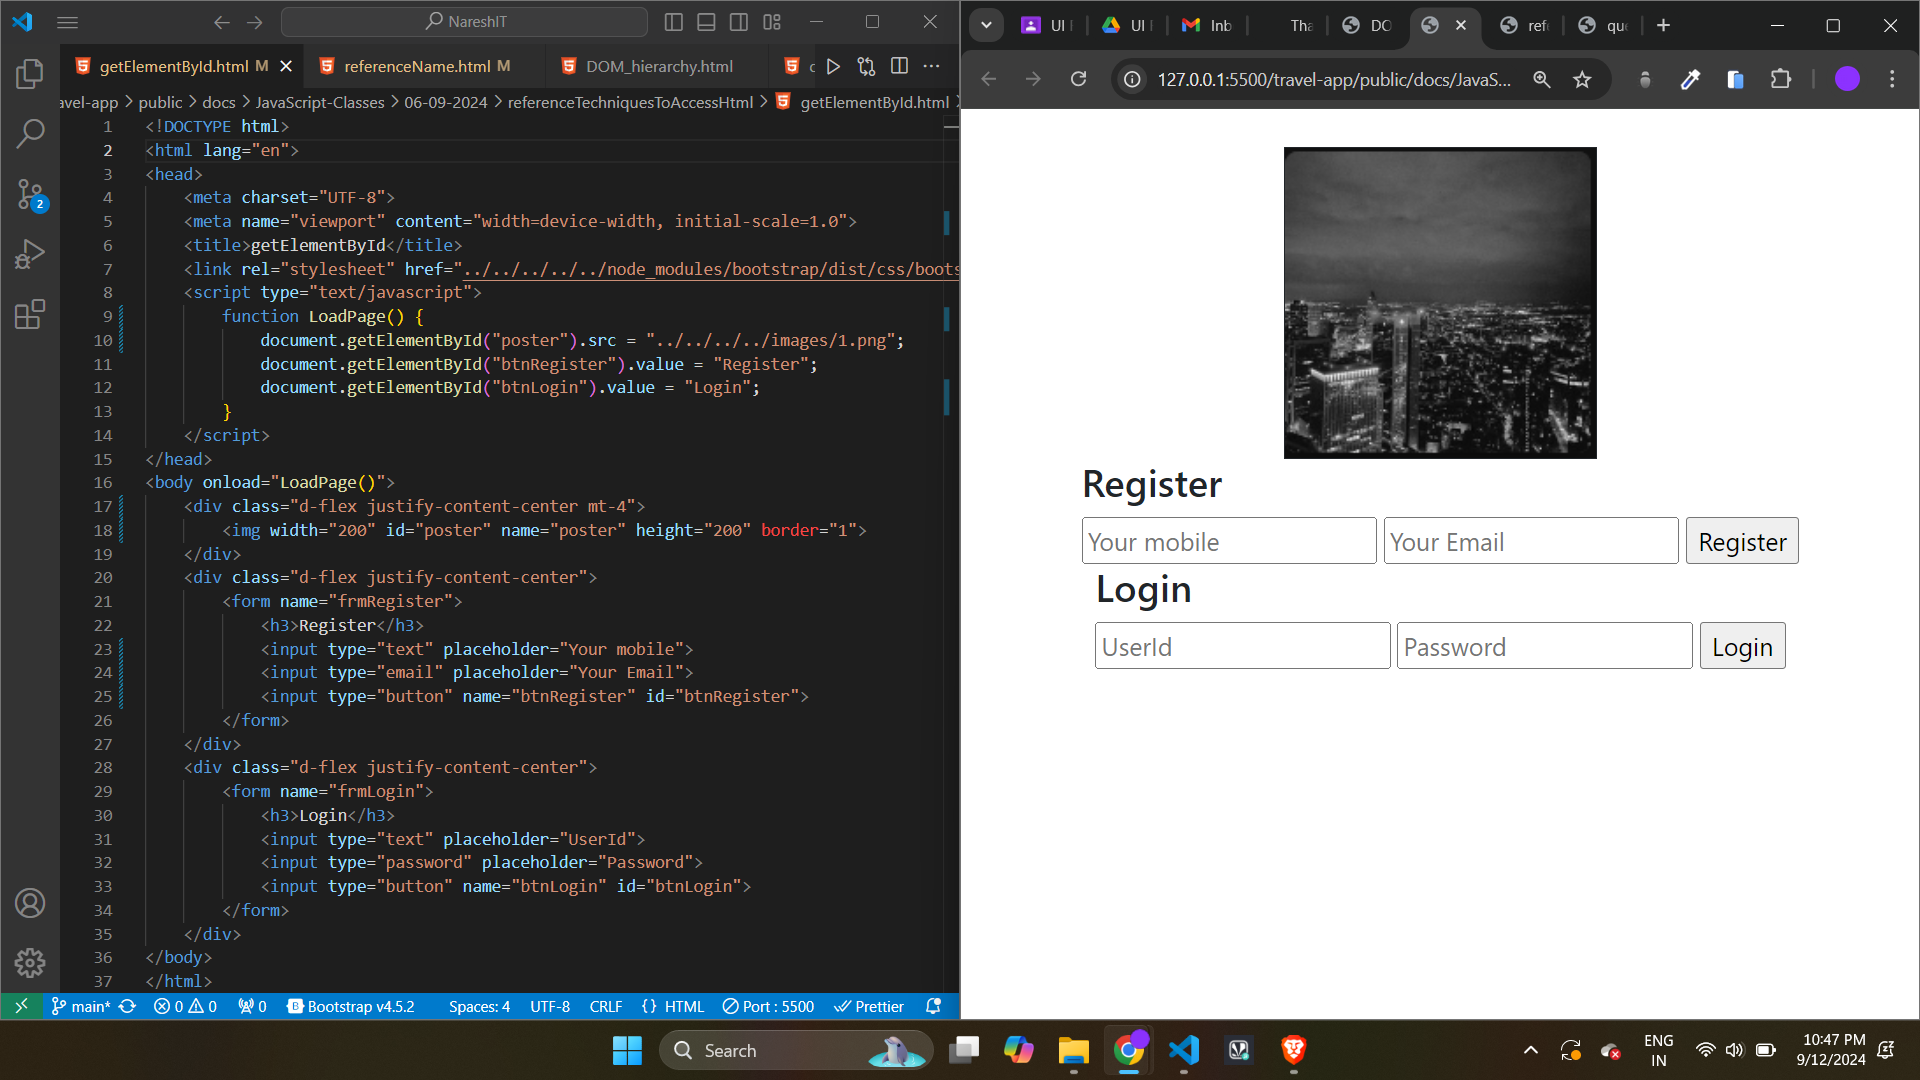 NareshIT
getElementById.html M
referenceName.html M
DOM_hierarchy.html
avel-app > public > docs > JavaScript-Classes > 06-09-2024 > referenceTechniquesToAccessHtml > getElementById.html
1 <!DOCTYPE html>
2 <html lang="en">
3 <head>
4 <meta charset="UTF-8">
5 <meta name="viewport" content="width=device-width, initial-scale=1.0">
6 <title>getElementById</title>
7 <link rel="stylesheet" href="../../../../../node_modules/bootstrap/dist/css/boots
8 <script type="text/javascript">
9 function LoadPage() {
10 document.getElementById("poster").src = "../../../../images/1.png";
11 document.getElementById("btnRegister").value = "Register";
12 document.getElementById("btnLogin").value = "Login";
13 }
14 </script>
15 </head>
16 <body onload="LoadPage()">
17 <div class="d-flex justify-content-center mt-4">
18 <img width="200" id="poster" name="poster" height="200" border="1">
19 </div>
20 <div class="d-flex justify-content-center">
21 <form name="frmRegister">
22 <h3>Register</h3>
23 <input type="text" placeholder="Your mobile">
24 <input type="email" placeholder="Your Email">
25 <input type="button" name="btnRegister" id="btnRegister">
26 </form>
27 </div>
28 <div class="d-flex justify-content-center">
29 <form name="frmLogin">
30 <h3>Login</h3>
31 <input type="text" placeholder="UserId">
32 <input type="password" placeholder="Password">
33 <input type="button" name="btnLogin" id="btnLogin">
34 </form>
35 </div>
36 </body>
37 </html>
2
main* 0 0 0 Bootstrap v4.5.2 Spaces: 4 UTF-8 CRLF {} HTML Port : 5500 Prettier
UI
UI
Inb
Tha
DO
ref
que
127.0.0.1:5500/travel-app/public/docs/JavaS...
Register
Your mobile Your Email Register
Login
UserId Password Login
Search
ENG
IN
10:47 PM
9/12/2024